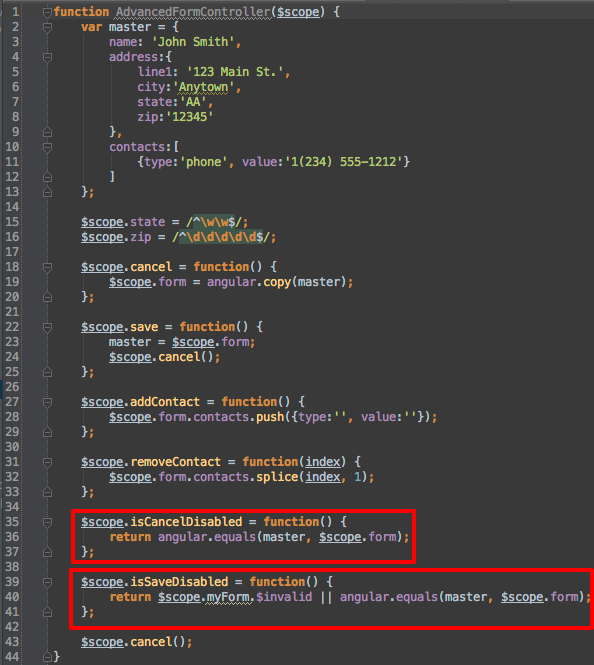 1 function AdvancedFormController($scope) {
2 var master = {
3 name: 'John Smith',
4 address:{
5 line1: '123 Main St.',
6 city:'Anytown',
7 state:'AA',
8 zip:'12345'
9 },
10 contacts:[
11 {type:'phone', value:'1(234) 555-1212'}
12 ]
13 };
14
15 $scope.state = /^\w\w$/;
16 $scope.zip = /^\d\d\d\d\d$/;
17
18 $scope.cancel = function() {
19 $scope.form = angular.copy(master);
20 };
21
22 $scope.save = function() {
23 master = $scope.form;
24 $scope.cancel();
25 };
26
27 $scope.addContact = function() {
28 $scope.form.contacts.push({type:'', value:''});
29 };
30
31 $scope.removeContact = function(index) {
32 $scope.form.contacts.splice(index, 1);
33 };
34
35 $scope.isCancelDisabled = function() {
36 return angular.equals(master, $scope.form);
37 };
38
39 $scope.isSaveDisabled = function() {
40 return $scope.myForm.$invalid || angular.equals(master, $scope.form);
41 };
42
43 $scope.cancel();
44 }